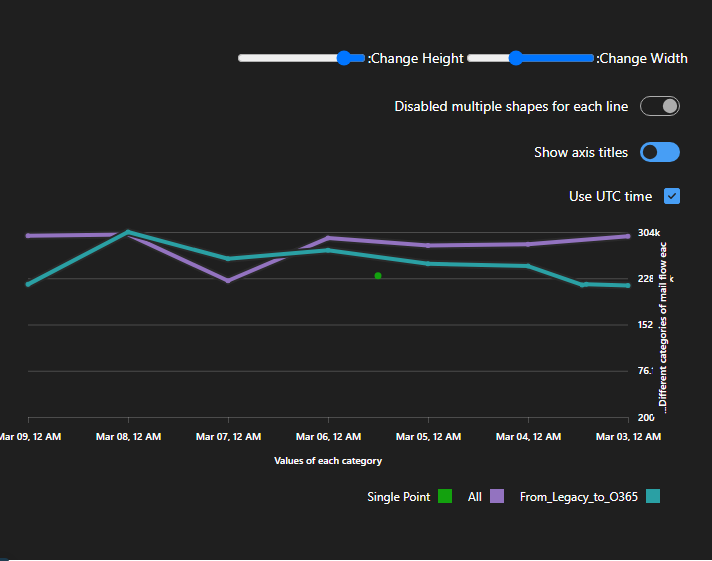 :Change Height :Change Width
Disabled multiple shapes for each line
Show axis titles
Use UTC time
304k
228 k
152
76.
200
...Different categories of mail flow eac
Mar 09, 12 AM Mar 08, 12 AM Mar 07, 12 AM Mar 06, 12 AM Mar 05, 12 AM Mar 04, 12 AM Mar 03, 12 AM
Values of each category
Single Point All From_Legacy_to_O365